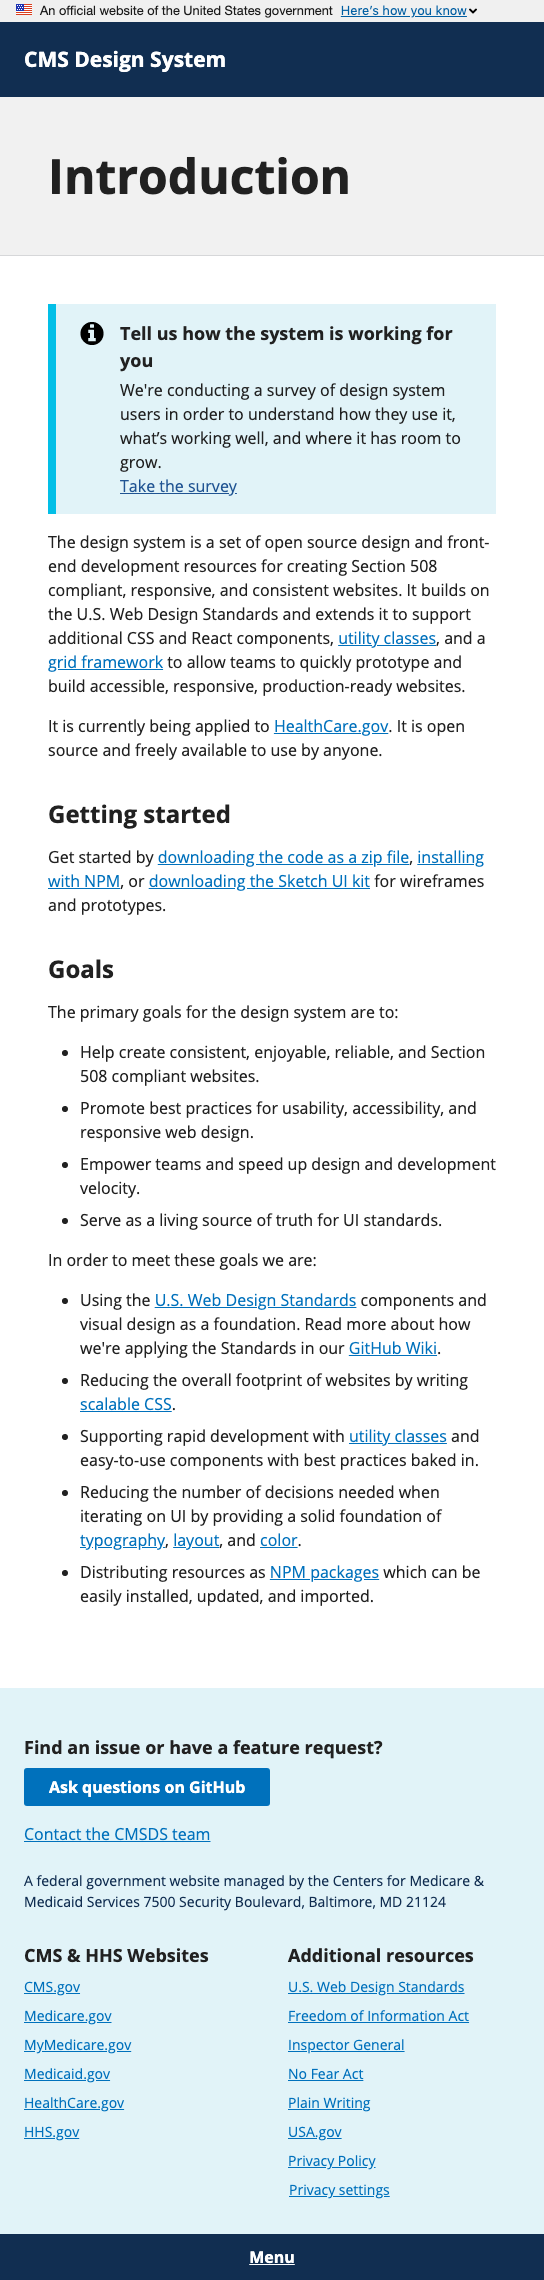 An official website of the United States government Here's how you know
CMS Design System
Introduction
Tell us how the system is working for
you
We're conducting a survey of design system
users in order to understand how they use it,
what’s working well, and where it has room to
grow.
Take the survey
The design system is a set of open source design and front-
end development resources for creating Section 508
compliant, responsive, and consistent websites. It builds on
the U.S. Web Design Standards and extends it to support
additional CSS and React components, utility classes, and a
grid framework to allow teams to quickly prototype and
build accessible, responsive, production-ready websites.
It is currently being applied to HealthCare.gov. It is open
source and freely available to use by anyone.
Getting started
Get started by downloading the code as a zip file, installing
with NPM, or downloading the Sketch UI kit for wireframes
and prototypes.
Goals
The primary goals for the design system are to:
• Help create consistent, enjoyable, reliable, and Section
508 compliant websites.
• Promote best practices for usability, accessibility, and
responsive web design.
• Empower teams and speed up design and development
velocity.
• Serve as a living source of truth for UI standards.
In order to meet these goals we are:
• Using the U.S. Web Design Standards components and
visual design as a foundation. Read more about how
we're applying the Standards in our GitHub Wiki.
• Reducing the overall footprint of websites by writing
scalable CSS.
• Supporting rapid development with utility classes and
easy-to-use components with best practices baked in.
• Reducing the number of decisions needed when
iterating on UI by providing a solid foundation of
typography, layout, and color.
• Distributing resources as NPM packages which can be
easily installed, updated, and imported.
Find an issue or have a feature request?
Ask questions on GitHub
Contact the CMSDS team
A federal government website managed by the Centers for Medicare &
Medicaid Services 7500 Security Boulevard, Baltimore, MD 21124
CMS & HHS Websites
CMS.gov
Medicare.gov
MyMedicare.gov
Medicaid.gov
HealthCare.gov
HHS.gov
Additional resources
U.S. Web Design Standards
Freedom of Information Act
Inspector General
No Fear Act
Plain Writing
USA.gov
Privacy Policy
Privacy settings
Menu